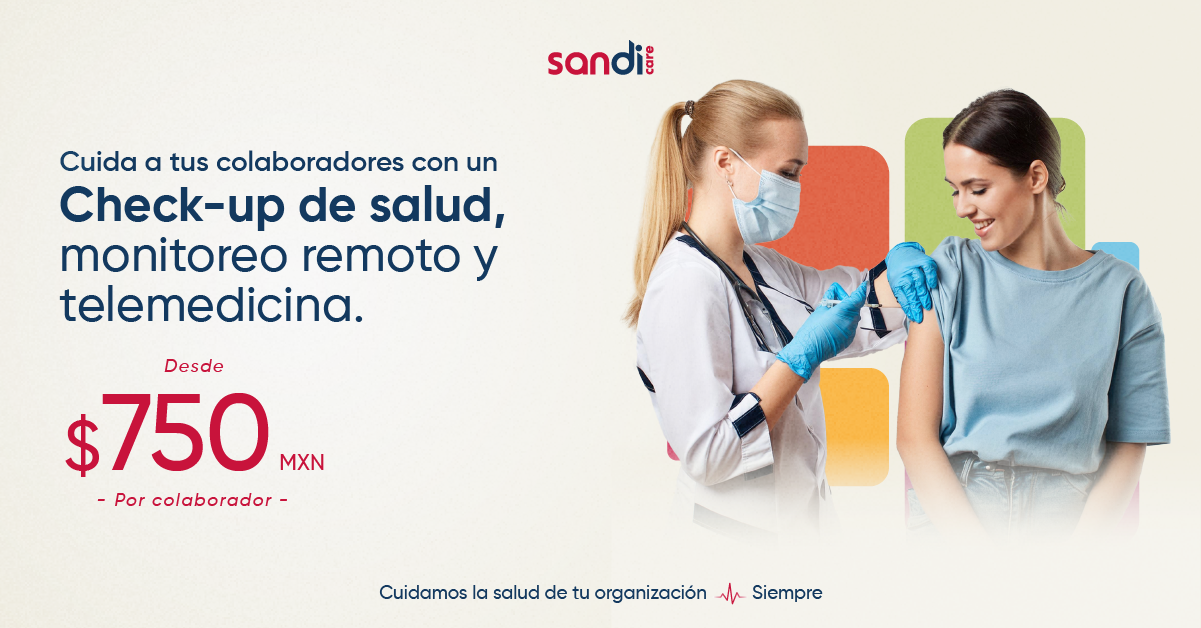 sandi care
Cuida a tus colaboradores con un
Check-up de salud,
monitoreo remoto y
telemedicina.
Desde
$750 MXN
- Por colaborador -
Cuidamos la salud de tu organización Siempre